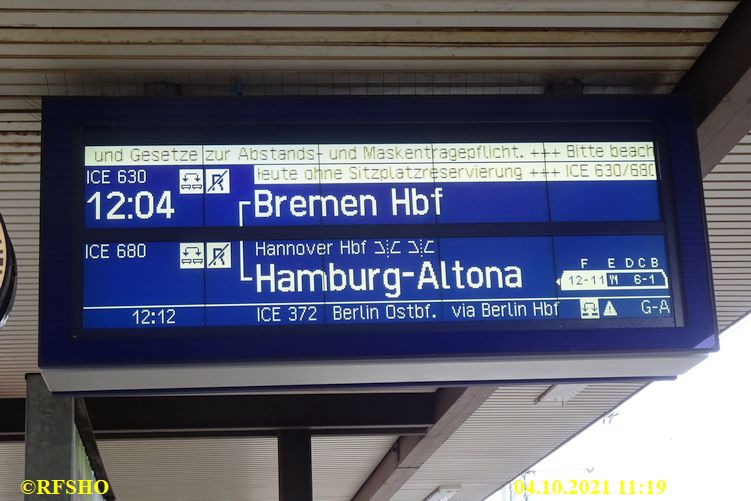 und Gesetze zur Abstands- und Maskentragepflicht. +++ Bitte beach
ICE 630
Heute ohne Sitzplatzreservierung +++ ICE 630/680
12:04
Bremen Hbf
ICE 680
Hannover Hbf
Hamburg-Altona
F E D C B
12-11 W 6-1
12:12 ICE 372 Berlin Ostbf. via Berlin Hbf G-A
©RFSHO
04.10.2021 11:19